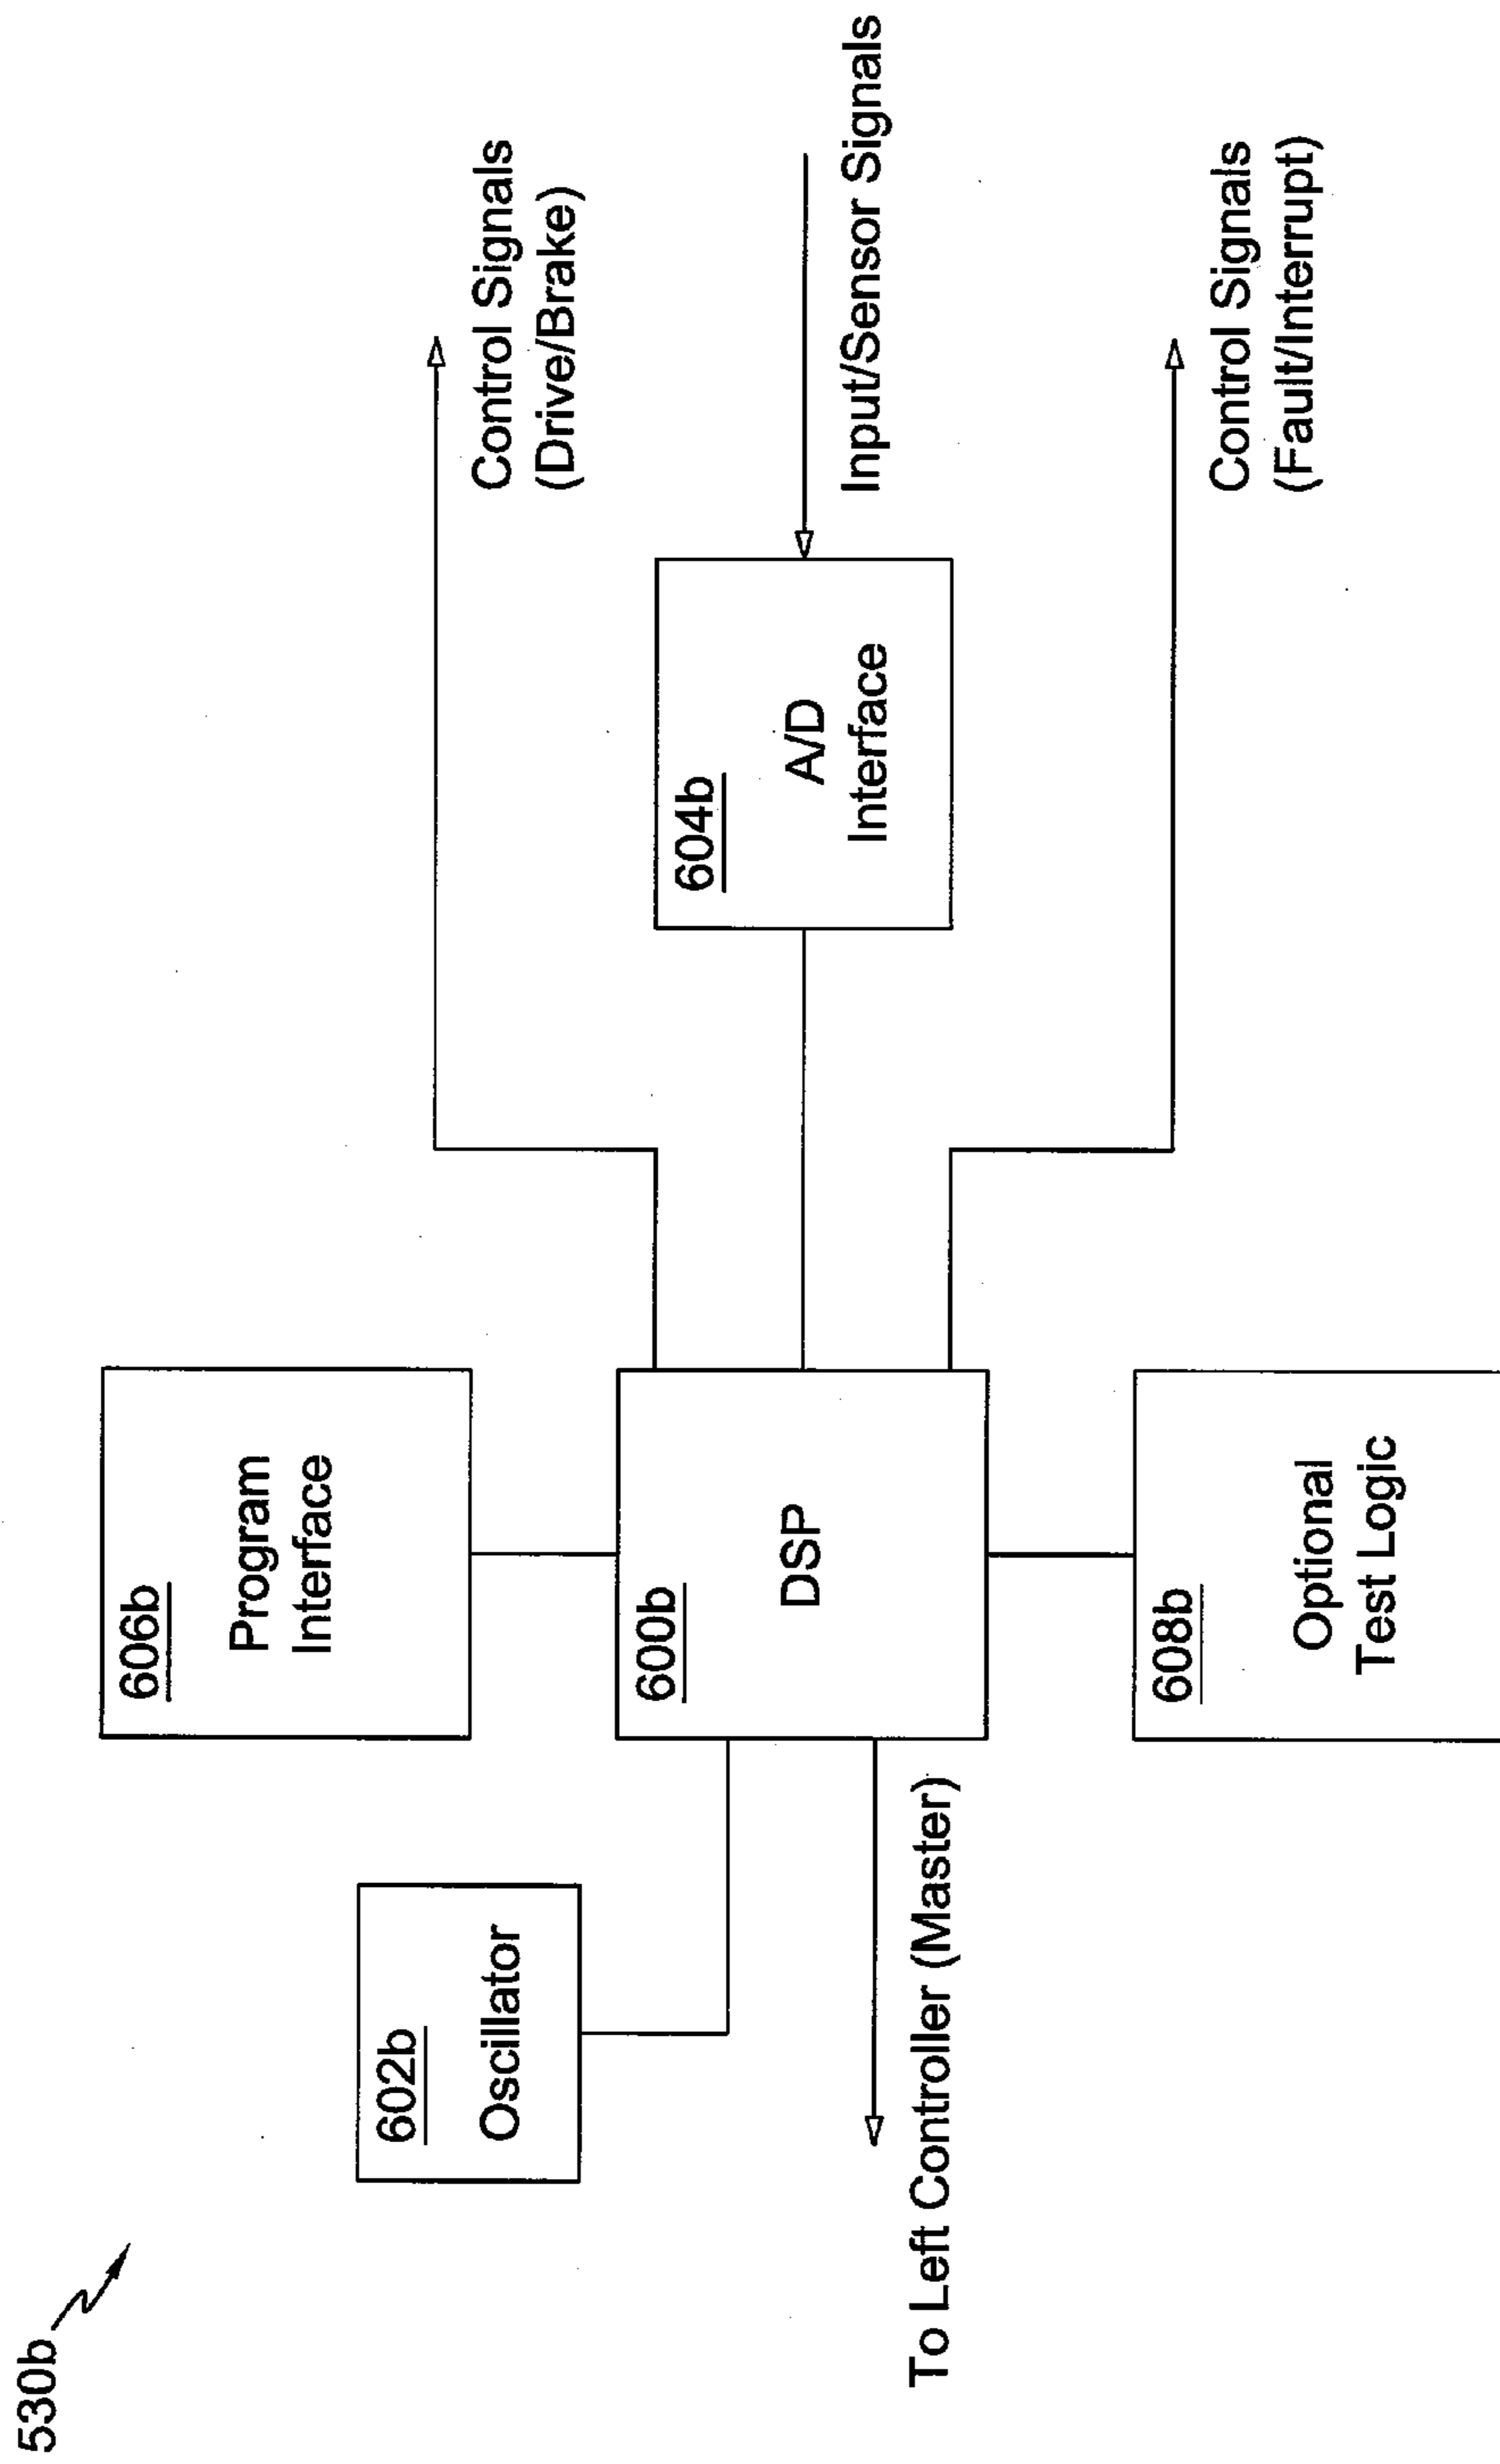 530b
606b
Program
Interface
602b
Oscillator
600b
DSP
To Left Controller (Master)
608b
Optional
Test Logic
604b
A/D
Interface
Control Signals
(Drive/Brake)
Input/Sensor Signals
Control Signals
(Fault/Interrupt)